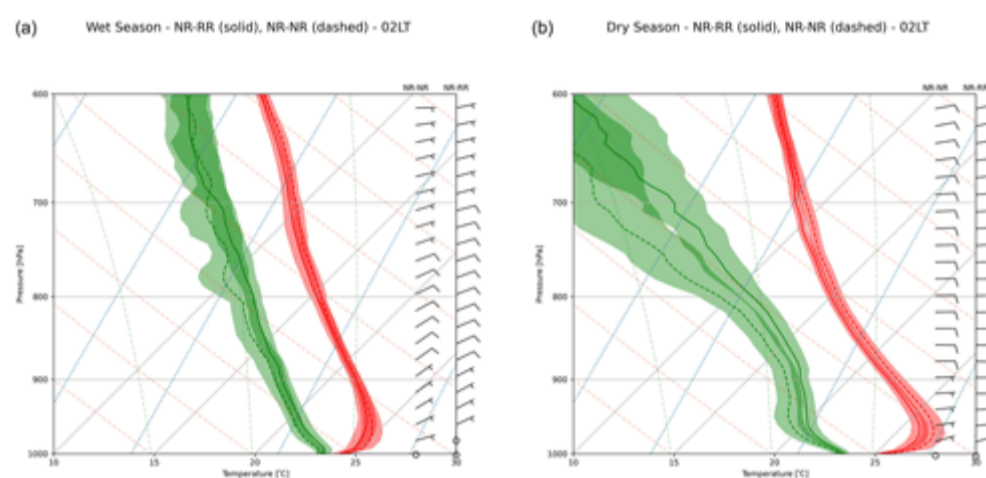 (a) Wet Season - NR-RR (solid), NR-NR (dashed) - 02LT
NR-NR NR-RR
600
700
800
900
1000
Pressure [hPa]
10 15 20 25 30
Temperature [°C]
(b) Dry Season - NR-RR (solid), NR-NR (dashed) - 02LT
NR-NR NR-RR
600
700
800
900
1000
Pressure [hPa]
10 15 20 25 30
Temperature [°C]